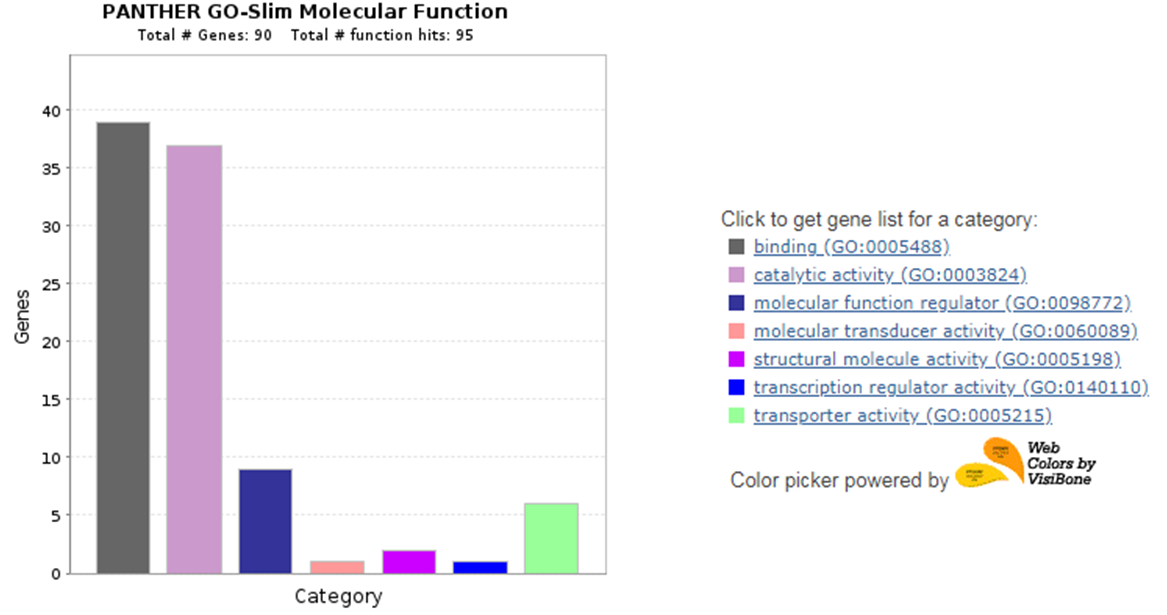 PANTHER GO-Slim Molecular Function
Total # Genes: 90 Total # function hits: 95
40
35
30
25
20
15
10
5
0
Genes
Category
Click to get gene list for a category:
binding (GO:0005488)
catalytic activity (GO:0003824)
molecular function regulator (GO:0098772)
molecular transducer activity (GO:0060089)
structural molecule activity (GO:0005198)
transcription regulator activity (GO:0140110)
transporter activity (GO:0005215)
Color picker powered by
Web
Colors by
VisiBone